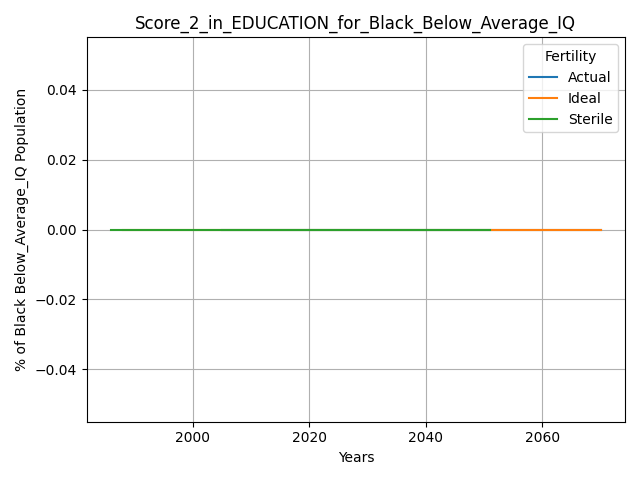 Score_2_in_EDUCATION_for_Black_Below_Average_IQ
Fertility
Actual
Ideal
Sterile
% of Black Below_Average_IQ Population
0.04
0.02
0.00
−0.02
−0.04
2000 2020 2040 2060
Years